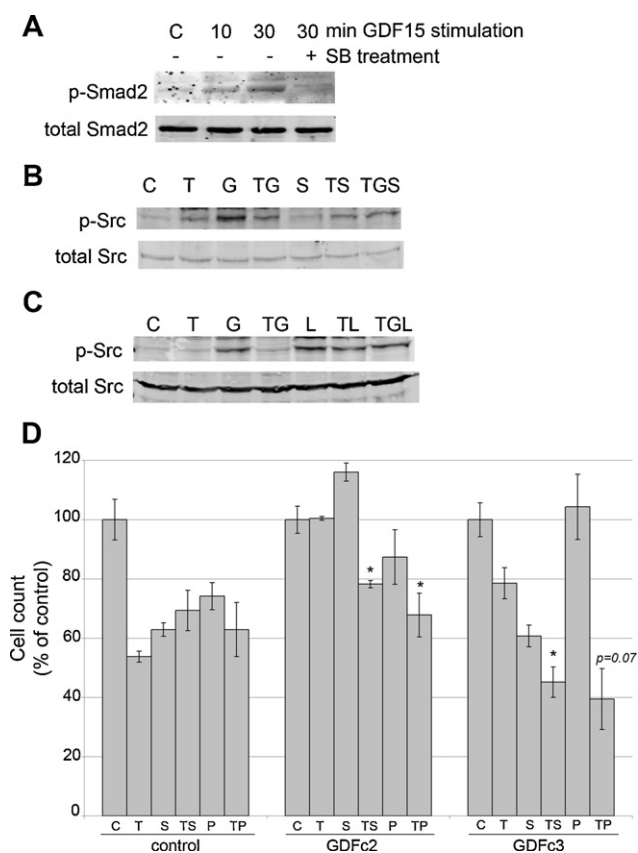 A
C 10 30 30 min GDF15 stimulation
- - - + SB treatment
p-Smad2
total Smad2
B
C T G TG S TS TGS
p-Src
total Src
C
C T G TG L TL TGL
p-Src
total Src
D
Cell count
(% of control)
120
100
80
60
40
20
0
*
*
*
p=0.07
C T S TS P TP C T S TS P TP C T S TS P TP
control GDFc2 GDFc3